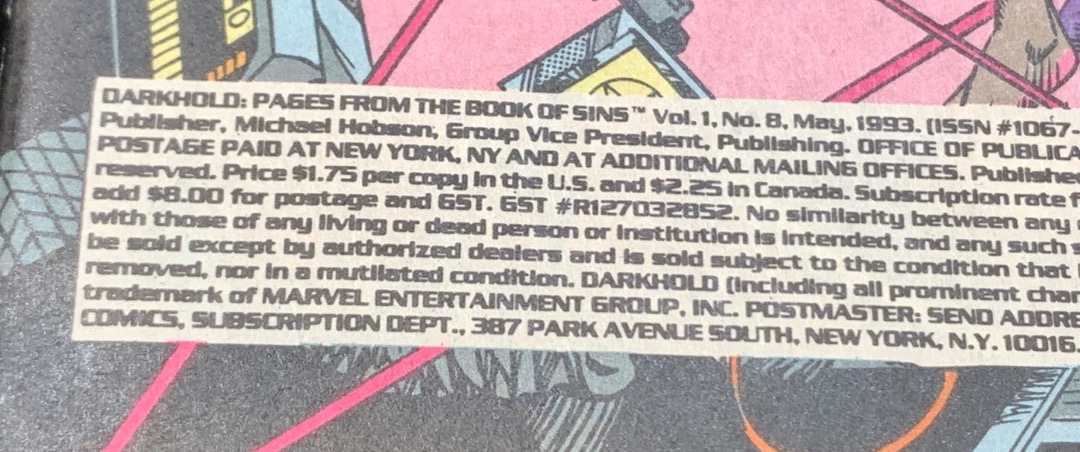 DARKHOLD: PAGES FROM THE BOOK OF SINS™ Vol. 1, No. 8, May, 1993. (ISSN #1067-
Publisher, Michael Hobson, Group Vice President, Publishing. OFFICE OF PUBLICA
POSTAGE PAID AT NEW YORK, NY AND AT ADDITIONAL MAILING OFFICES. Publishe
reserved. Price $1.75 per copy in the U.S. and $2.25 in Canada. Subscription rate f
add $8.00 for postage and GST. GST #R127032852. No similarity between any
with those of any living or dead person or institution is intended, and any such s
be sold except by authorized dealers and is sold subject to the condition that
removed, nor in a mutilated condition. DARKHOLD (including all prominent char
trademark of MARVEL ENTERTAINMENT GROUP, INC. POSTMASTER: SEND ADDRE
COMICS, SUBSCRIPTION DEPT., 387 PARK AVENUE SOUTH, NEW YORK, N.Y. 10016.